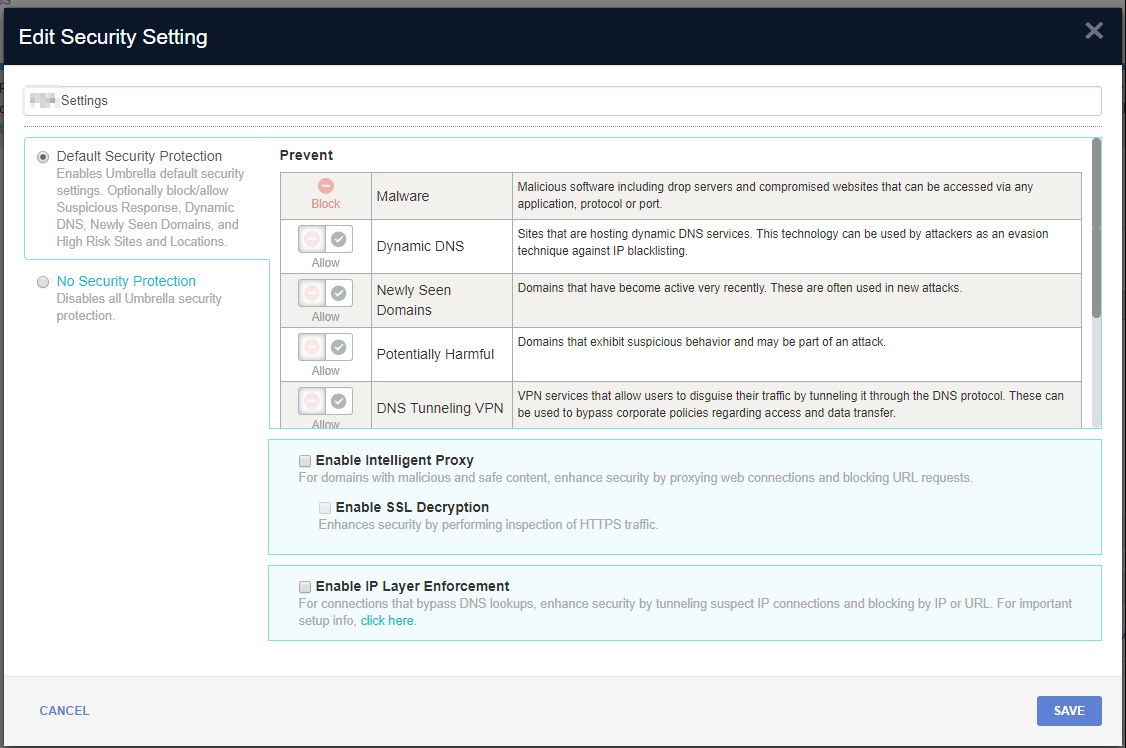 Edit Security Setting
Settings
Default Security Protection
Enables Umbrella default security
settings. Optionally block/allow
Suspicious Response, Dynamic
DNS, Newly Seen Domains, and
High Risk Sites and Locations.
No Security Protection
Disables all Umbrella security
protection.
Prevent
Block
Malware
Malicious software including drop servers and compromised websites that can be accessed via any
application, protocol or port.
Allow
Dynamic DNS
Sites that are hosting dynamic DNS services. This technology can be used by attackers as an evasion
technique against IP blacklisting.
Allow
Newly Seen
Domains
Domains that have become active very recently. These are often used in new attacks.
Allow
Potentially Harmful
Domains that exhibit suspicious behavior and may be part of an attack.
Allow
DNS Tunneling VPN
VPN services that allow users to disguise their traffic by tunneling it through the DNS protocol. These can
be used to bypass corporate policies regarding access and data transfer.
Enable Intelligent Proxy
For domains with malicious and safe content, enhance security by proxying web connections and blocking URL requests.
Enable SSL Decryption
Enhances security by performing inspection of HTTPS traffic.
Enable IP Layer Enforcement
For connections that bypass DNS lookups, enhance security by tunneling suspect IP connections and blocking by IP or URL. For important
setup info, click here.
CANCEL
SAVE